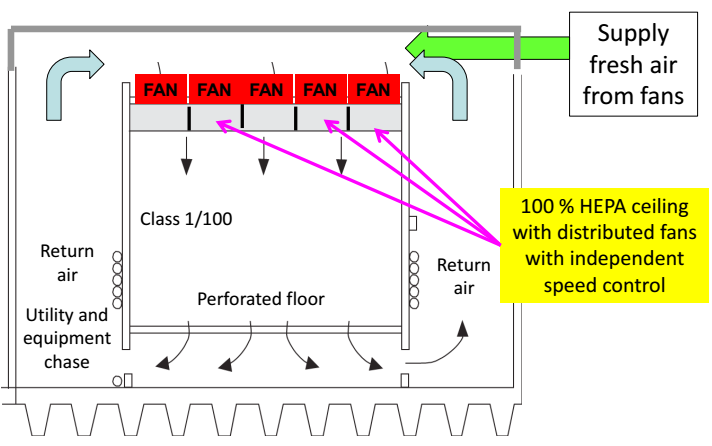 Supply
fresh air
from fans
FAN FAN FAN FAN FAN
Class 1/100
100 % HEPA ceiling
with distributed fans
with independent
speed control
Return
air
Return
air
Perforated floor
Utility and
equipment
chase